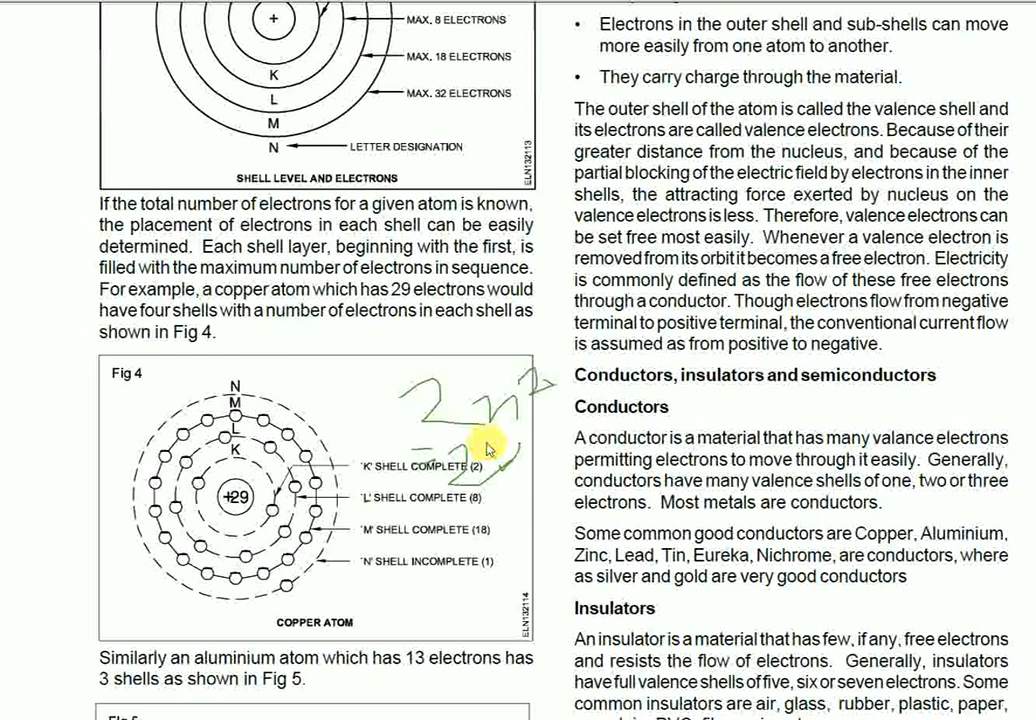 +
MAX. 8 ELECTRONS
MAX. 18 ELECTRONS
K
L
MAX. 32 ELECTRONS
M
N
LETTER DESIGNATION
SHELL LEVEL AND ELECTRONS
ELN132113
If the total number of electrons for a given atom is known,
the placement of electrons in each shell can be easily
determined. Each shell layer, beginning with the first, is
filled with the maximum number of electrons in sequence.
For example, a copper atom which has 29 electrons would
have four shells with a number of electrons in each shell as
shown in Fig 4.
Fig 4
N
M
L
K
+29
2n²
=2
'K' SHELL COMPLETE (2)
'L' SHELL COMPLETE (8)
'M' SHELL COMPLETE (18)
'N' SHELL INCOMPLETE (1)
COPPER ATOM
ELN132114
Similarly an aluminium atom which has 13 electrons has
3 shells as shown in Fig 5.
• Electrons in the outer shell and sub-shells can move
more easily from one atom to another.
• They carry charge through the material.
The outer shell of the atom is called the valence shell and
its electrons are called valence electrons. Because of their
greater distance from the nucleus, and because of the
partial blocking of the electric field by electrons in the inner
shells, the attracting force exerted by nucleus on the
valence electrons is less. Therefore, valence electrons can
be set free most easily. Whenever a valence electron is
removed from its orbit it becomes a free electron. Electricity
is commonly defined as the flow of these free electrons
through a conductor. Though electrons flow from negative
terminal to positive terminal, the conventional current flow
is assumed as from positive to negative.
Conductors, insulators and semiconductors
Conductors
A conductor is a material that has many valance electrons
permitting electrons to move through it easily. Generally,
conductors have many valence shells of one, two or three
electrons. Most metals are conductors.
Some common good conductors are Copper, Aluminium,
Zinc, Lead, Tin, Eureka, Nichrome, are conductors, where
as silver and gold are very good conductors
Insulators
An insulator is a material that has few, if any, free electrons
and resists the flow of electrons. Generally, insulators
have full valence shells of five, six or seven electrons. Some
common insulators are air, glass, rubber, plastic, paper,